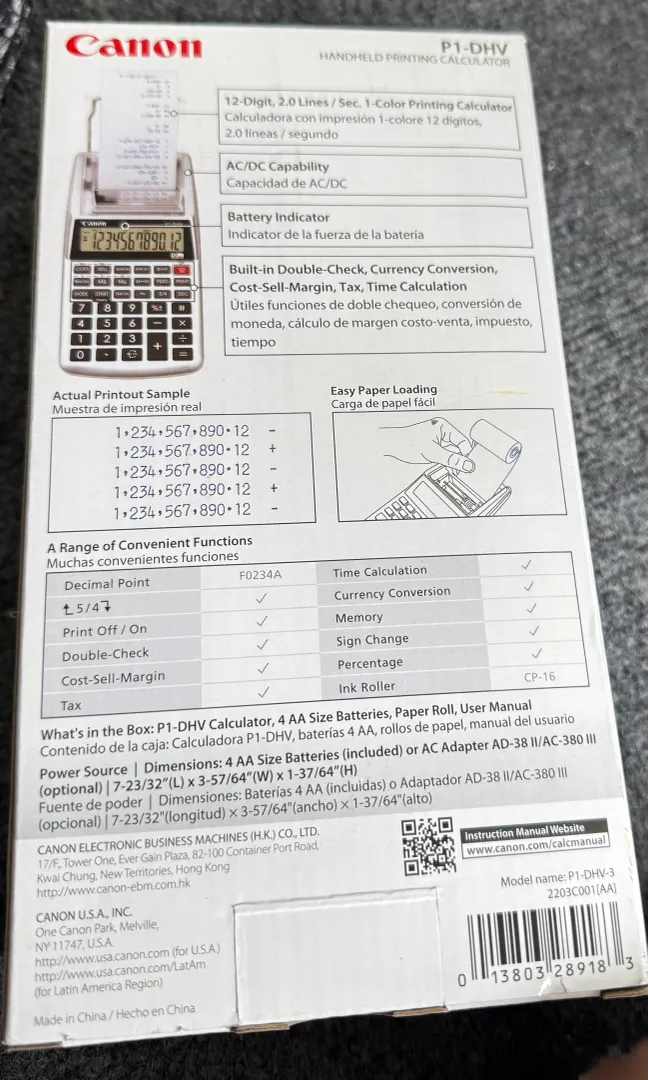 Canon
P1-DHV
HANDHELD PRINTING CALCULATOR
12-Digit, 2.0 Lines / Sec. 1-Color Printing Calculator
Calculadora con impresión 1-colore 12 digitos,
2.0 lineas / segundo
AC/DC Capability
Capacidad de AC/DC
Battery Indicator
Indicator de la fuerza de la batería
Built-in Double-Check, Currency Conversion,
Cost-Sell-Margin, Tax, Time Calculation
Útiles funciones de doble chequeo, conversión de
moneda, cálculo de margen costo-venta, impuesto,
tiempo
Canon
123456789012
7 8 9 %± #
4 5 6 − ×
1 2 3 + ÷
0 · =
Actual Printout Sample
Muestra de impresión real
1,234,567,890·12 −
1,234,567,890·12 +
1,234,567,890·12 −
1,234,567,890·12 +
1,234,567,890·12 −
Easy Paper Loading
Carga de papel fácil
A Range of Convenient Functions
Muchas convenientes funciones
Decimal Point F0234A
↥5/4↧ ✓
Print Off / On ✓
Double-Check ✓
Cost-Sell-Margin ✓
Tax ✓
Time Calculation ✓
Currency Conversion ✓
Memory ✓
Sign Change ✓
Percentage ✓
Ink Roller CP-16
What's in the Box: P1-DHV Calculator, 4 AA Size Batteries, Paper Roll, User Manual
Contenido de la caja: Calculadora P1-DHV, baterías 4 AA, rollos de papel, manual del usuario
Power Source | Dimensions: 4 AA Size Batteries (included) or AC Adapter AD-38 II/AC-380 III
(optional) | 7-23/32"(L) x 3-57/64"(W) x 1-37/64"(H)
Fuente de poder | Dimensiones: Baterías 4 AA (incluidas) o Adaptador AD-38 II/AC-380 III
(opcional) | 7-23/32"(longitud) × 3-57/64"(ancho) × 1-37/64"(alto)
CANON ELECTRONIC BUSINESS MACHINES (H.K.) CO., LTD.
17/F, Tower One, Ever Gain Plaza, 82-100 Container Port Road,
Kwai Chung, New Territories, Hong Kong
http://www.canon-ebm.com.hk
CANON U.S.A., INC.
One Canon Park, Melville,
NY 11747, U.S.A.
http://www.usa.canon.com (for U.S.A.)
http://www.usa.canon.com/LatAm
(for Latin America Region)
Made in China / Hecho en China
Instruction Manual Website
www.canon.com/calcmanual
Model name: P1-DHV-3
2203C001[AA]
0 13803 28918 3